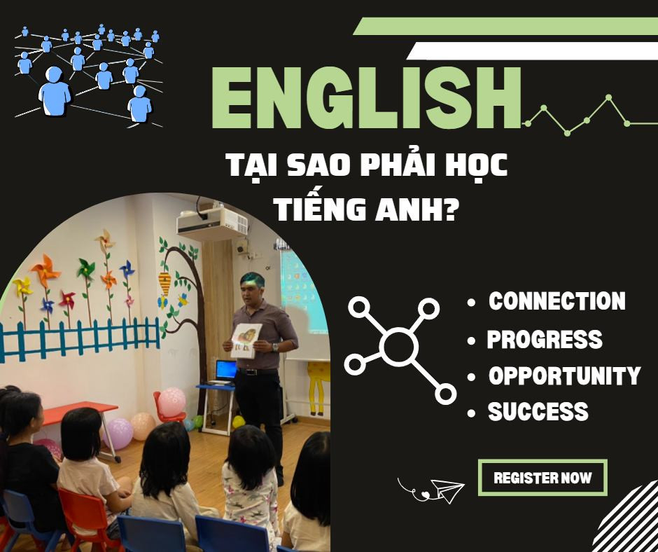 ENGLISH
TẠI SAO PHẢI HỌC
TIẾNG ANH?
CONNECTION
PROGRESS
OPPORTUNITY
SUCCESS
REGISTER NOW